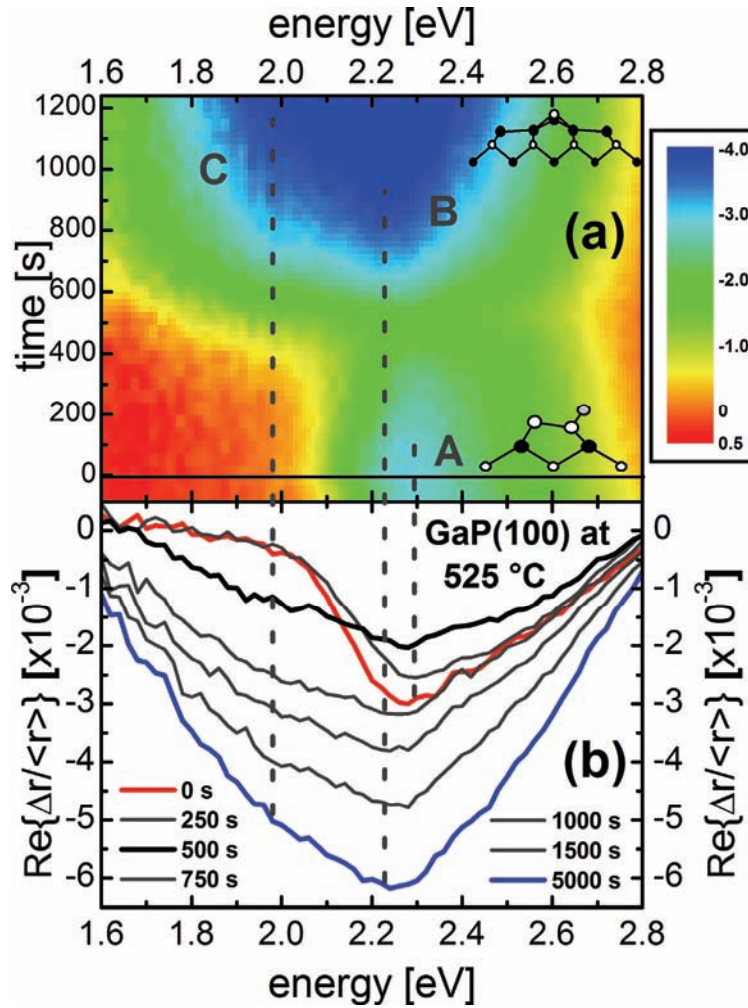 energy [eV]
1.6 1.8 2.0 2.2 2.4 2.6 2.8
time [s]
1200
1000
800
600
400
200
0
C
B
(a)
A
-4.0
-3.0
-2.0
-1.0
0
0.5
GaP(100) at
525 °C
Re{Δr/<r>} [x10⁻³]
0
-1
-2
-3
-4
-5
-6
(b)
0 s
250 s
500 s
750 s
1000 s
1500 s
5000 s
0
-1
-2
-3
-4
-5
-6
Re{Δr/<r>} [x10⁻³]
1.6 1.8 2.0 2.2 2.4 2.6 2.8
energy [eV]